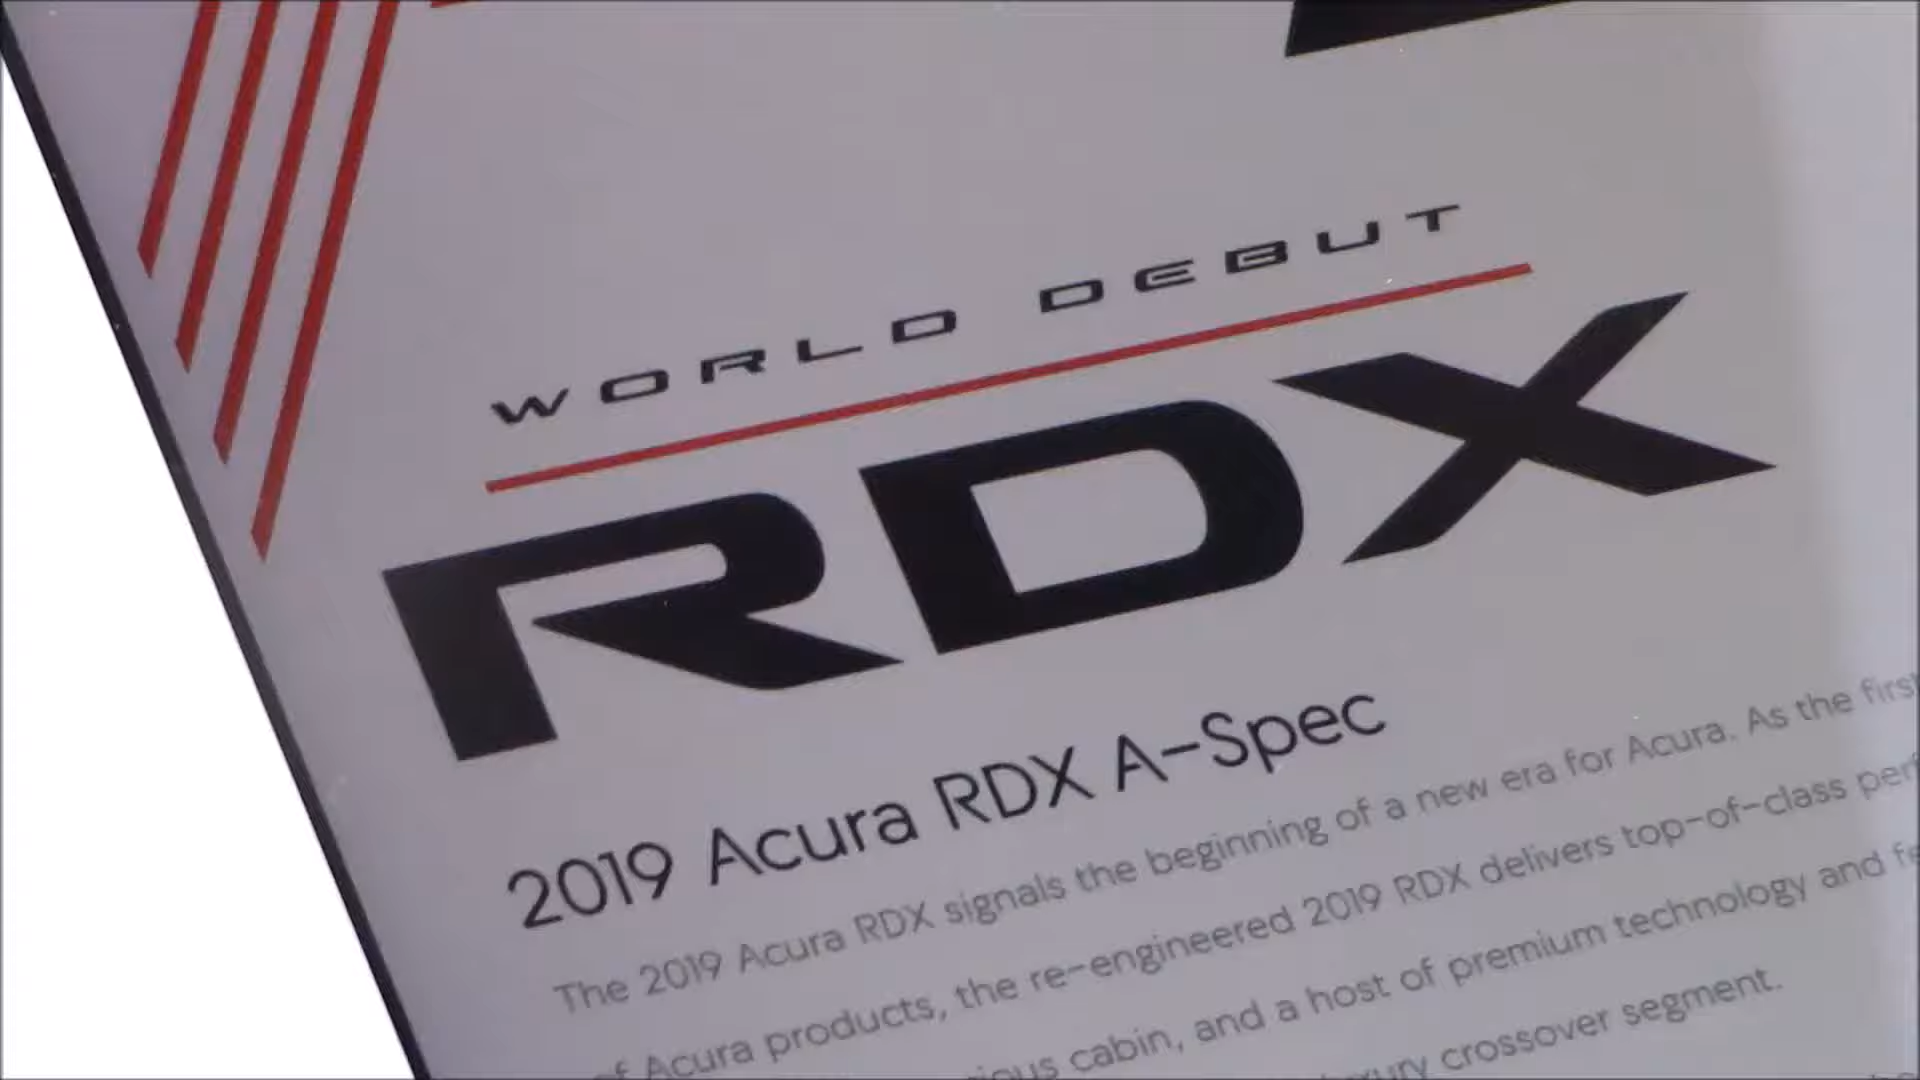 WORLD DEBUT
RDX
2019 Acura RDX A-Spec
The 2019 Acura RDX signals the beginning of a new era for Acura. As the first
of Acura products, the re-engineered 2019 RDX delivers top-of-class
cabin, and a host of premium technology and
crossover segment.